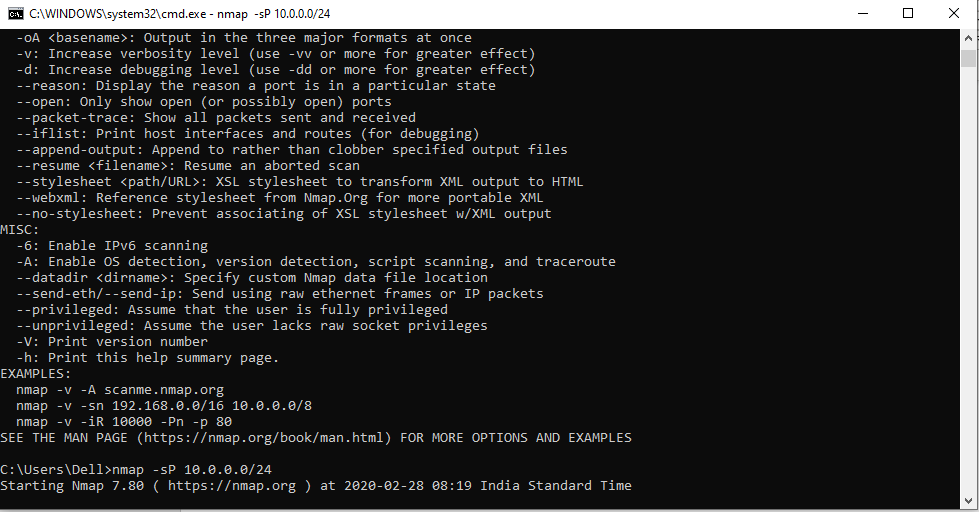 C:\WINDOWS\system32\cmd.exe - nmap  -sP 10.0.0.0/24
  -oA <basename>: Output in the three major formats at once
  -v: Increase verbosity level (use -vv or more for greater effect)
  -d: Increase debugging level (use -dd or more for greater effect)
  --reason: Display the reason a port is in a particular state
  --open: Only show open (or possibly open) ports
  --packet-trace: Show all packets sent and received
  --iflist: Print host interfaces and routes (for debugging)
  --append-output: Append to rather than clobber specified output files
  --resume <filename>: Resume an aborted scan
  --stylesheet <path/URL>: XSL stylesheet to transform XML output to HTML
  --webxml: Reference stylesheet from Nmap.Org for more portable XML
  --no-stylesheet: Prevent associating of XSL stylesheet w/XML output
MISC:
  -6: Enable IPv6 scanning
  -A: Enable OS detection, version detection, script scanning, and traceroute
  --datadir <dirname>: Specify custom Nmap data file location
  --send-eth/--send-ip: Send using raw ethernet frames or IP packets
  --privileged: Assume that the user is fully privileged
  --unprivileged: Assume the user lacks raw socket privileges
  -V: Print version number
  -h: Print this help summary page.
EXAMPLES:
  nmap -v -A scanme.nmap.org
  nmap -v -sn 192.168.0.0/16 10.0.0.0/8
  nmap -v -iR 10000 -Pn -p 80
SEE THE MAN PAGE (https://nmap.org/book/man.html) FOR MORE OPTIONS AND EXAMPLES

C:\Users\Dell>nmap -sP 10.0.0.0/24
Starting Nmap 7.80 ( https://nmap.org ) at 2020-02-28 08:19 India Standard Time